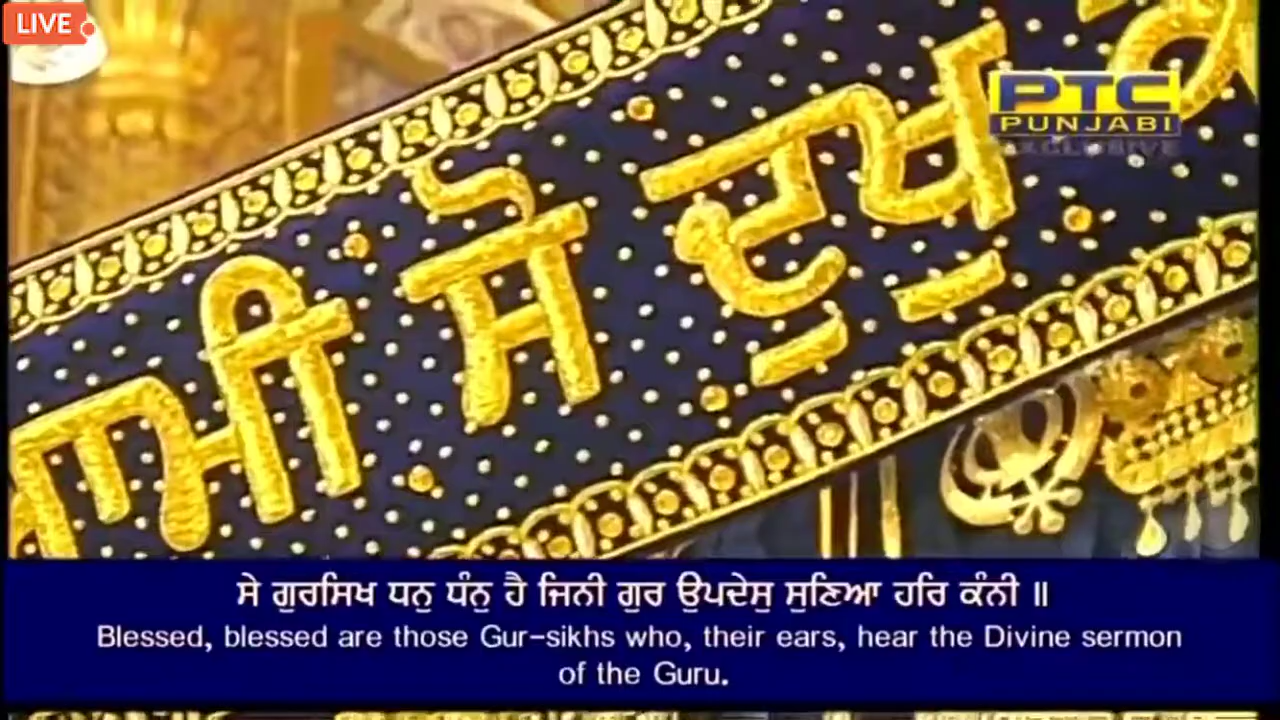 LIVE
PTC
PUNJABI
EXCLUSIVE
ਸੋ ਦੁਖੁ
ਸੇ ਗੁਰਸਿਖ ਧਨੁ ਧੰਨੁ ਹੈ ਜਿਨੀ ਗੁਰ ਉਪਦੇਸੁ ਸੁਣਿਆ ਹਰਿ ਕੰਨੀ ॥
Blessed, blessed are those Gur-sikhs who, their ears, hear the Divine sermon
of the Guru.